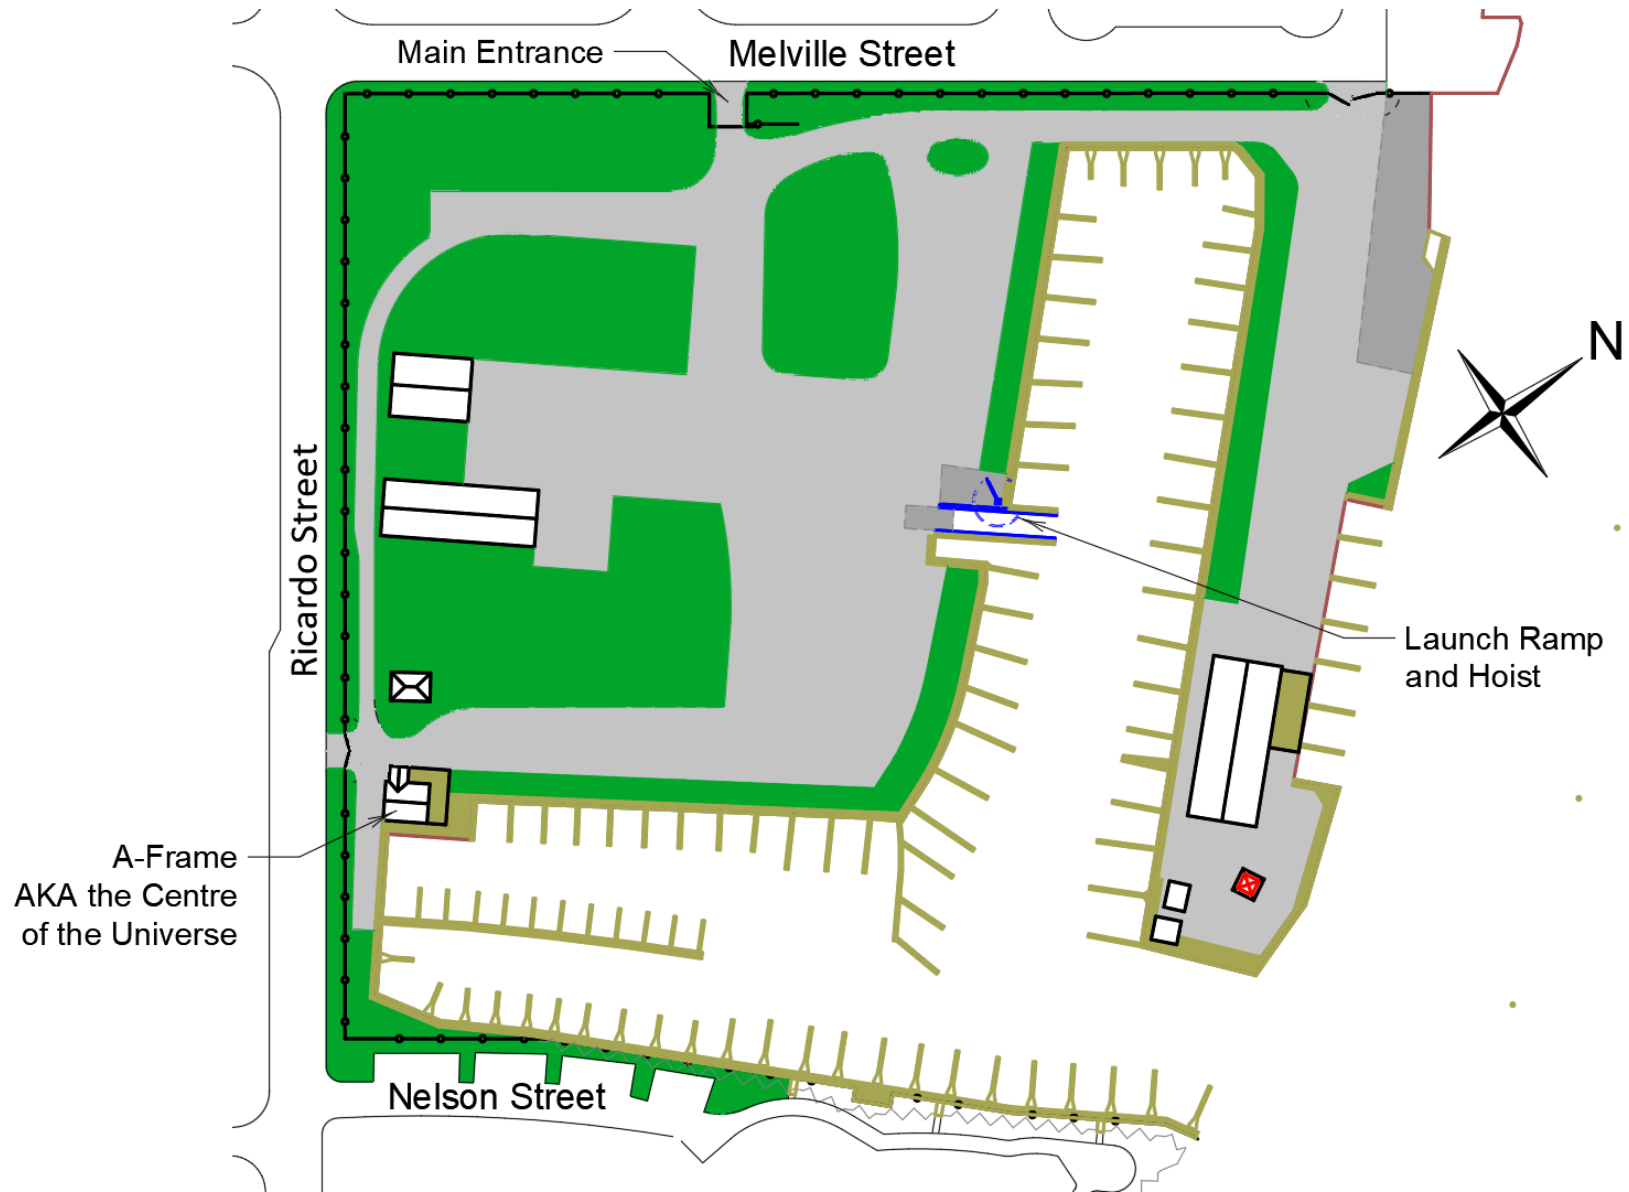 Main Entrance
Melville Street
N
Ricardo Street
Launch Ramp
and Hoist
A-Frame
AKA the Centre
of the Universe
Nelson Street